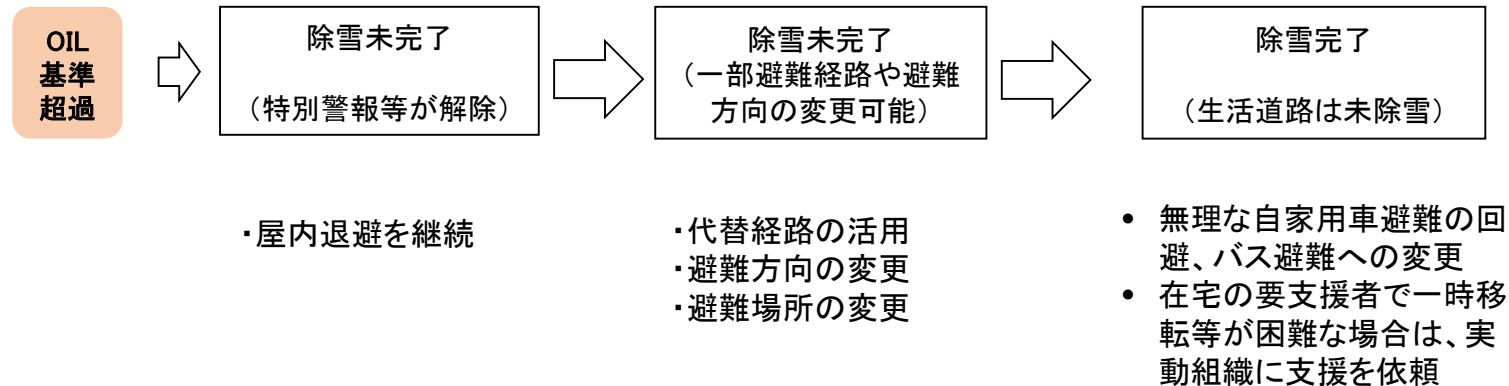 OIL
基準
超過
除雪未完了
（特別警報等が解除）
除雪未完了
（一部避難経路や避難
方向の変更可能）
除雪完了
（生活道路は未除雪）
・屋内退避を継続
・代替経路の活用
・避難方向の変更
・避難場所の変更
• 無理な自家用車避難の回
避、バス避難への変更
• 在宅の要支援者で一時移
転等が困難な場合は、実
動組織に支援を依頼